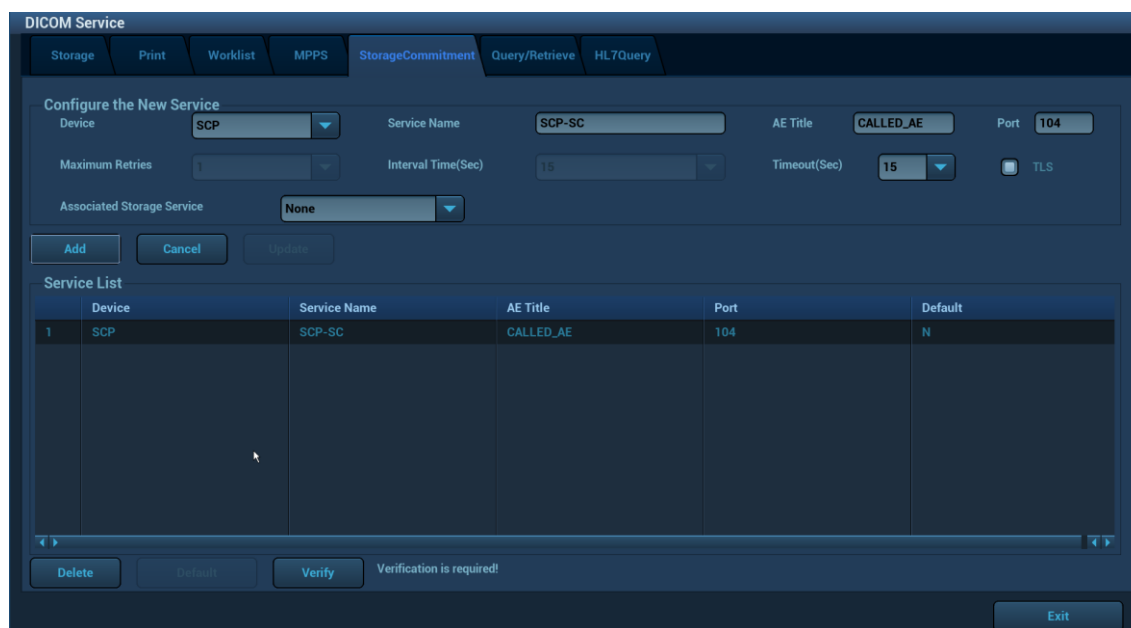 DICOM Service
Storage Print Worklist MPPS StorageCommitment Query/Retrieve HL7Query
Configure the New Service
Device SCP Service Name SCP-SC AE Title CALLED_AE Port 104
Maximum Retries 1 Interval Time(Sec) 15 Timeout(Sec) 15 TLS
Associated Storage Service None
Add Cancel Update
Service List
Device Service Name AE Title Port Default
1 SCP SCP-SC CALLED_AE 104 N
Delete Default Verify Verification is required!
Exit